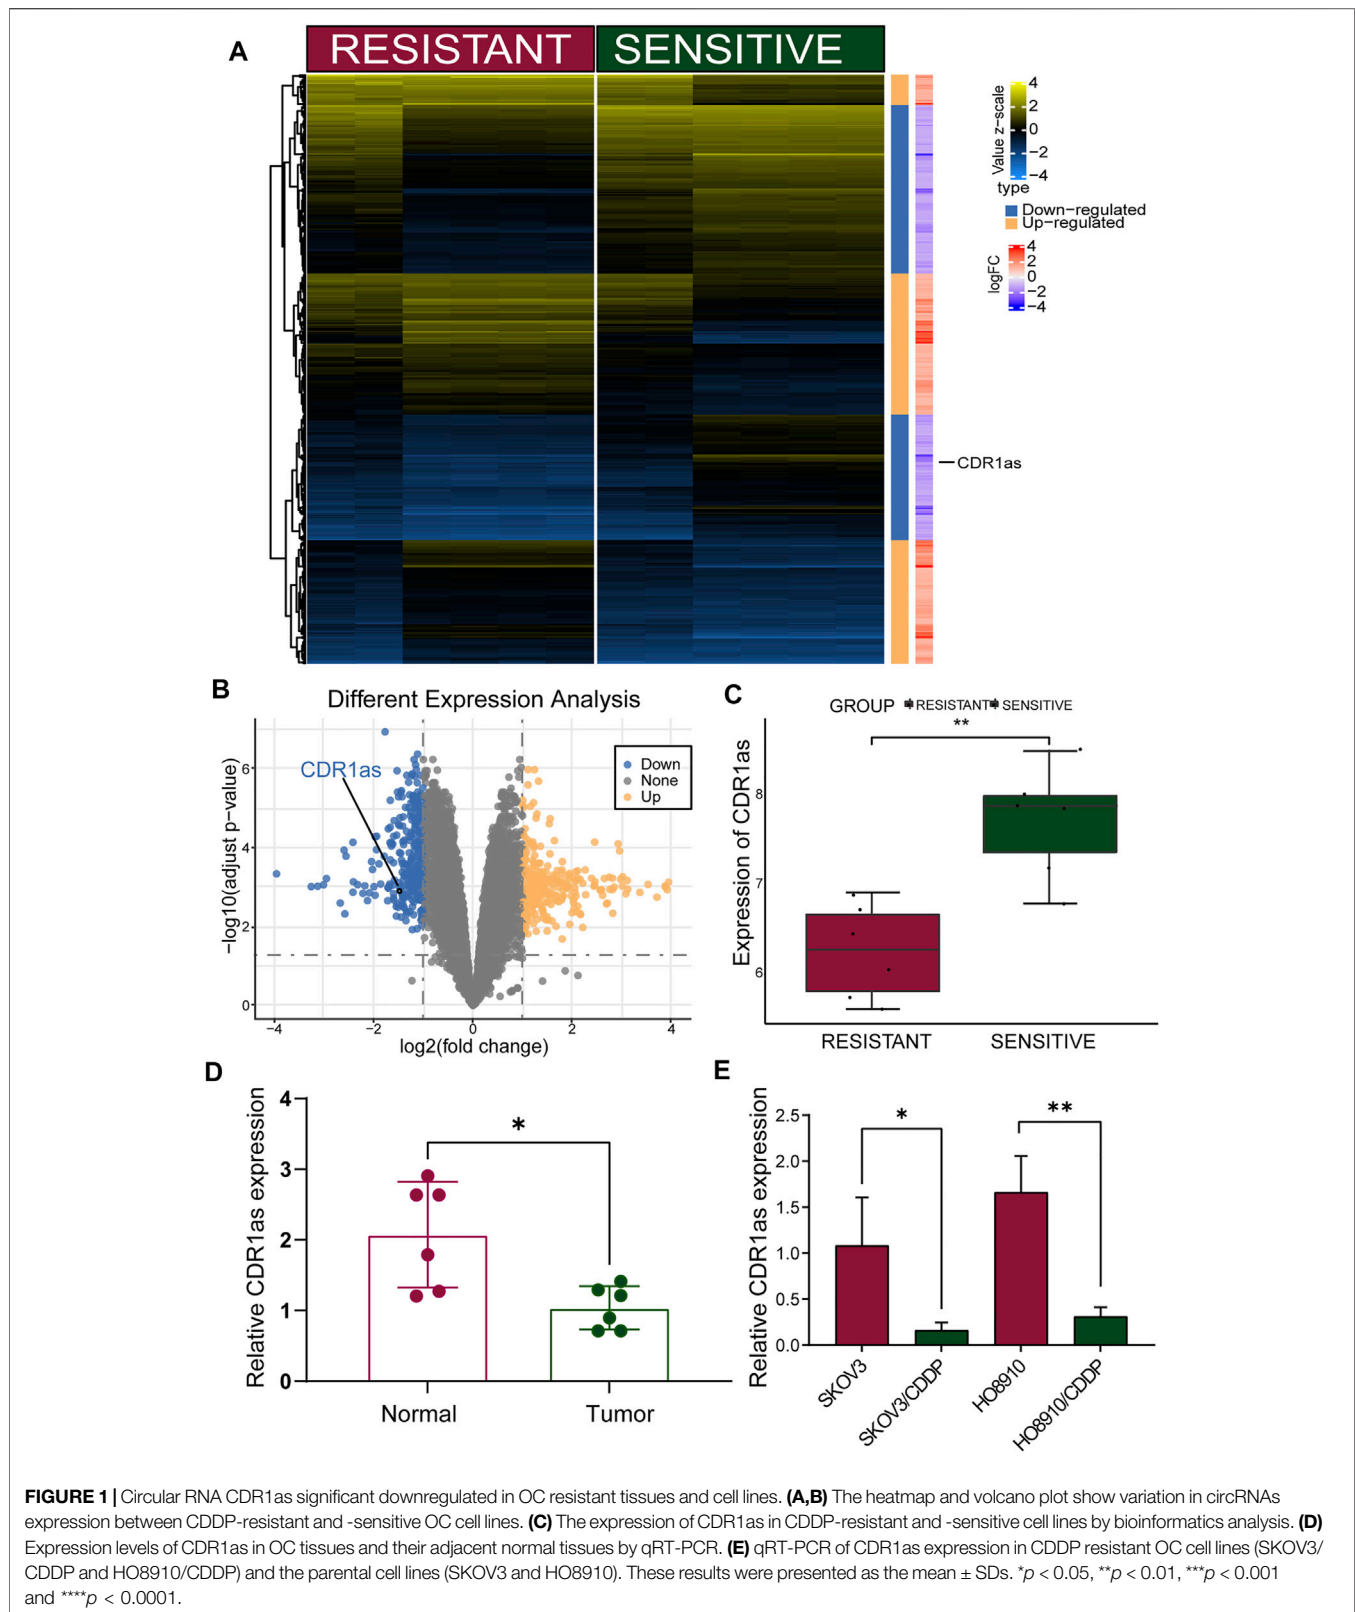 A
RESISTANT SENSITIVE
Value z-scale
4
2
0
−2
−4
type
Down−regulated
Up−regulated
logFC
4
2
0
−2
−4
CDR1as
B
Different Expression Analysis
−log10(adjust p−value)
6
4
2
0
CDR1as
Down
None
Up
−4 −2 0 2 4
log2(fold change)
C
GROUP RESISTANT SENSITIVE
**
Expression of CDR1as
8
7
6
RESISTANT SENSITIVE
D
Relative CDR1as expression
4
3
2
1
0
*
Normal Tumor
E
Relative CDR1as expression
2.5
2.0
1.5
1.0
0.5
0.0
* **
SKOV3 SKOV3/CDDP HO8910 HO8910/CDDP
FIGURE 1 | Circular RNA CDR1as significant downregulated in OC resistant tissues and cell lines. (A,B) The heatmap and volcano plot show variation in circRNAs
expression between CDDP-resistant and -sensitive OC cell lines. (C) The expression of CDR1as in CDDP-resistant and -sensitive cell lines by bioinformatics analysis. (D)
Expression levels of CDR1as in OC tissues and their adjacent normal tissues by qRT-PCR. (E) qRT-PCR of CDR1as expression in CDDP resistant OC cell lines (SKOV3/
CDDP and HO8910/CDDP) and the parental cell lines (SKOV3 and HO8910). These results were presented as the mean ± SDs. *p < 0.05, **p < 0.01, ***p < 0.001
and ****p < 0.0001.